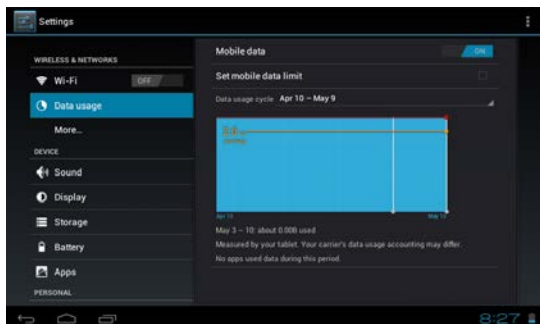 Settings
WIRELESS & NETWORKS
Wi-Fi OFF
Data usage
More...
DEVICE
Sound
Display
Storage
Battery
Apps
PERSONAL
Mobile data ON
Set mobile data limit
Data usage cycle Apr 10 – May 9
warning
Apr 10 May 10
May 3 – 10: about 0.00B used
Measured by your tablet. Your carrier's data usage accounting may differ.
No apps used data during this period.
8:27